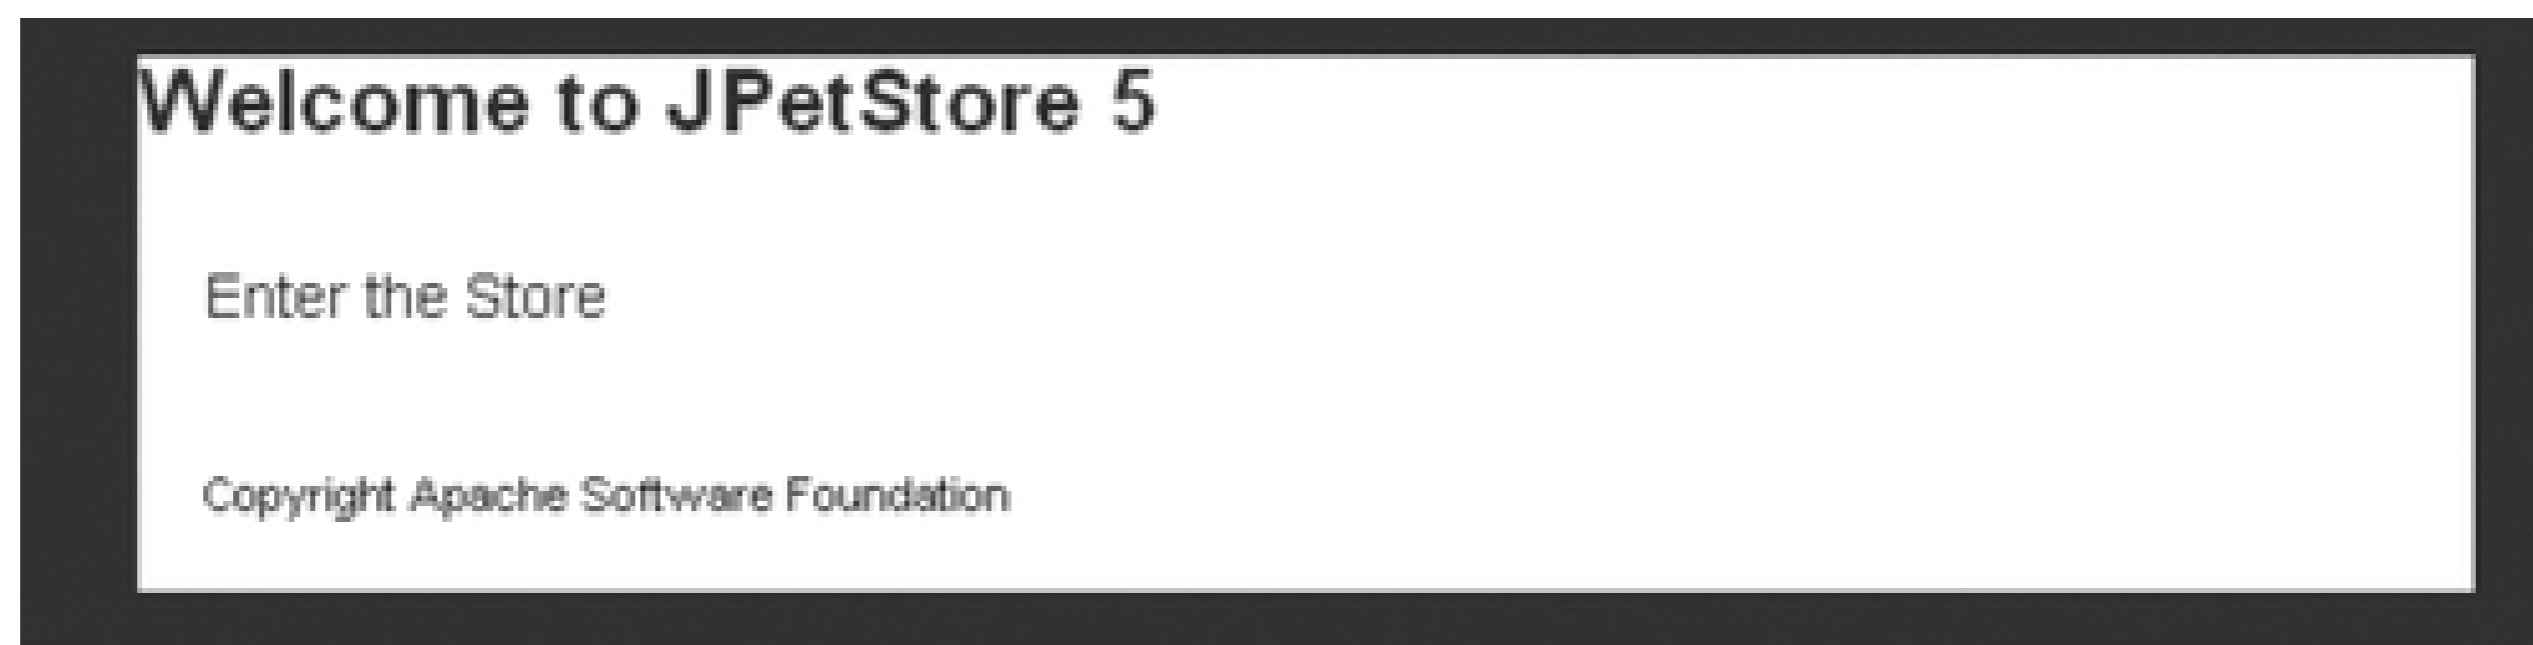 Welcome to JPetStore 5
Enter the Store
Copyright Apache Software Foundation